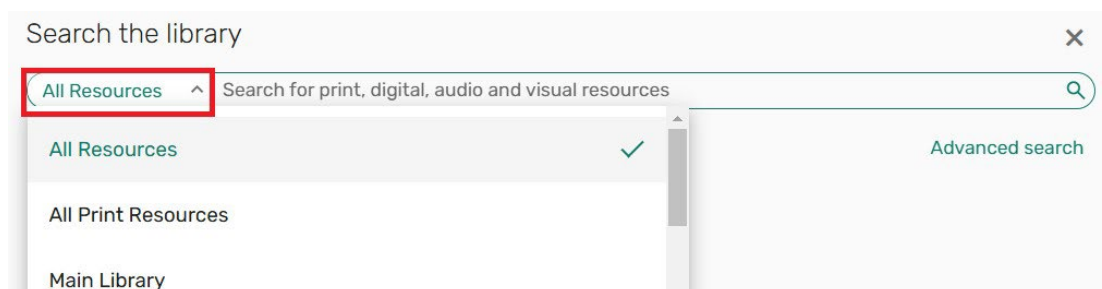 Search the library
All Resources Search for print, digital, audio and visual resources
All Resources
Advanced search
All Print Resources
Main Library